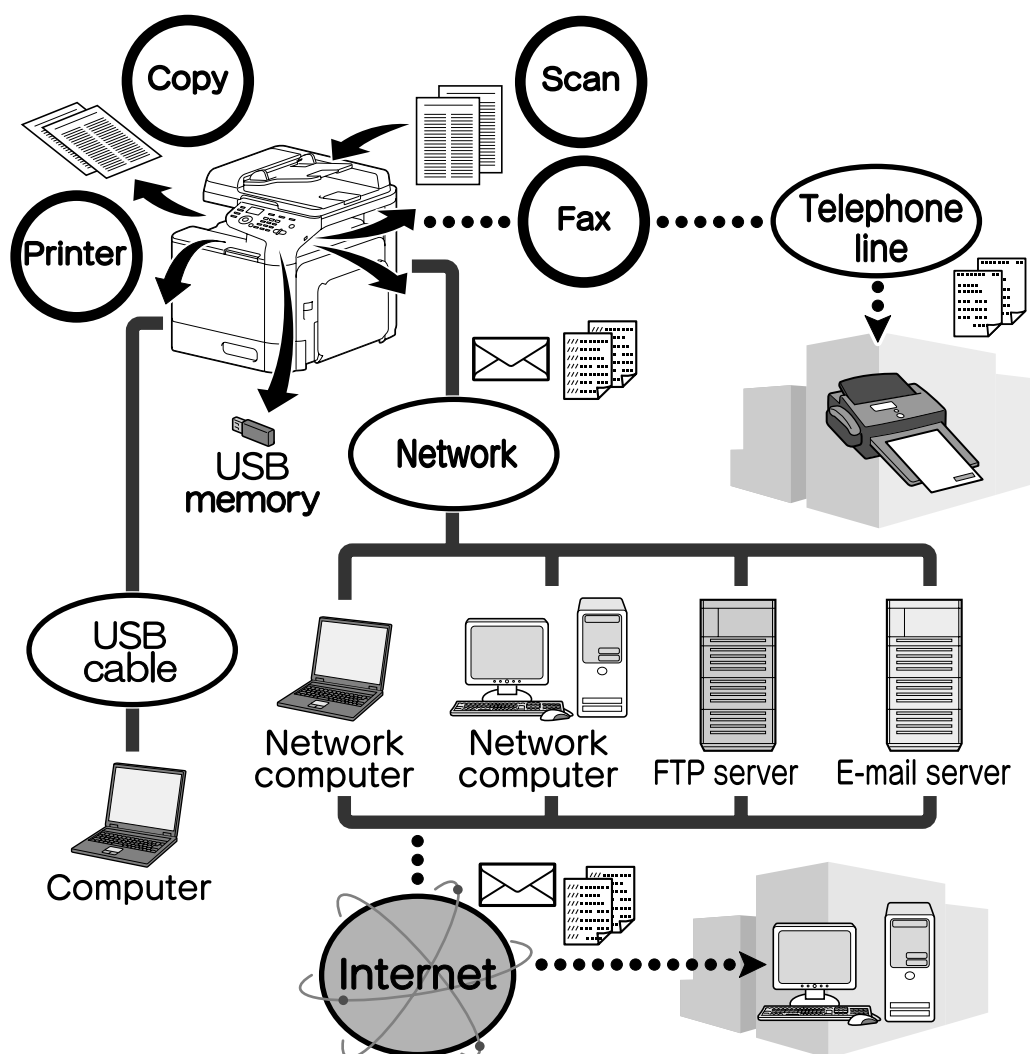 Copy
Scan
Printer
Fax
Telephone
line
USB
memory
Network
USB
cable
Network
computer
Network
computer
FTP server
E-mail server
Computer
Internet